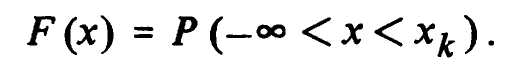 F(x) = P(-∞ < x < x_k).